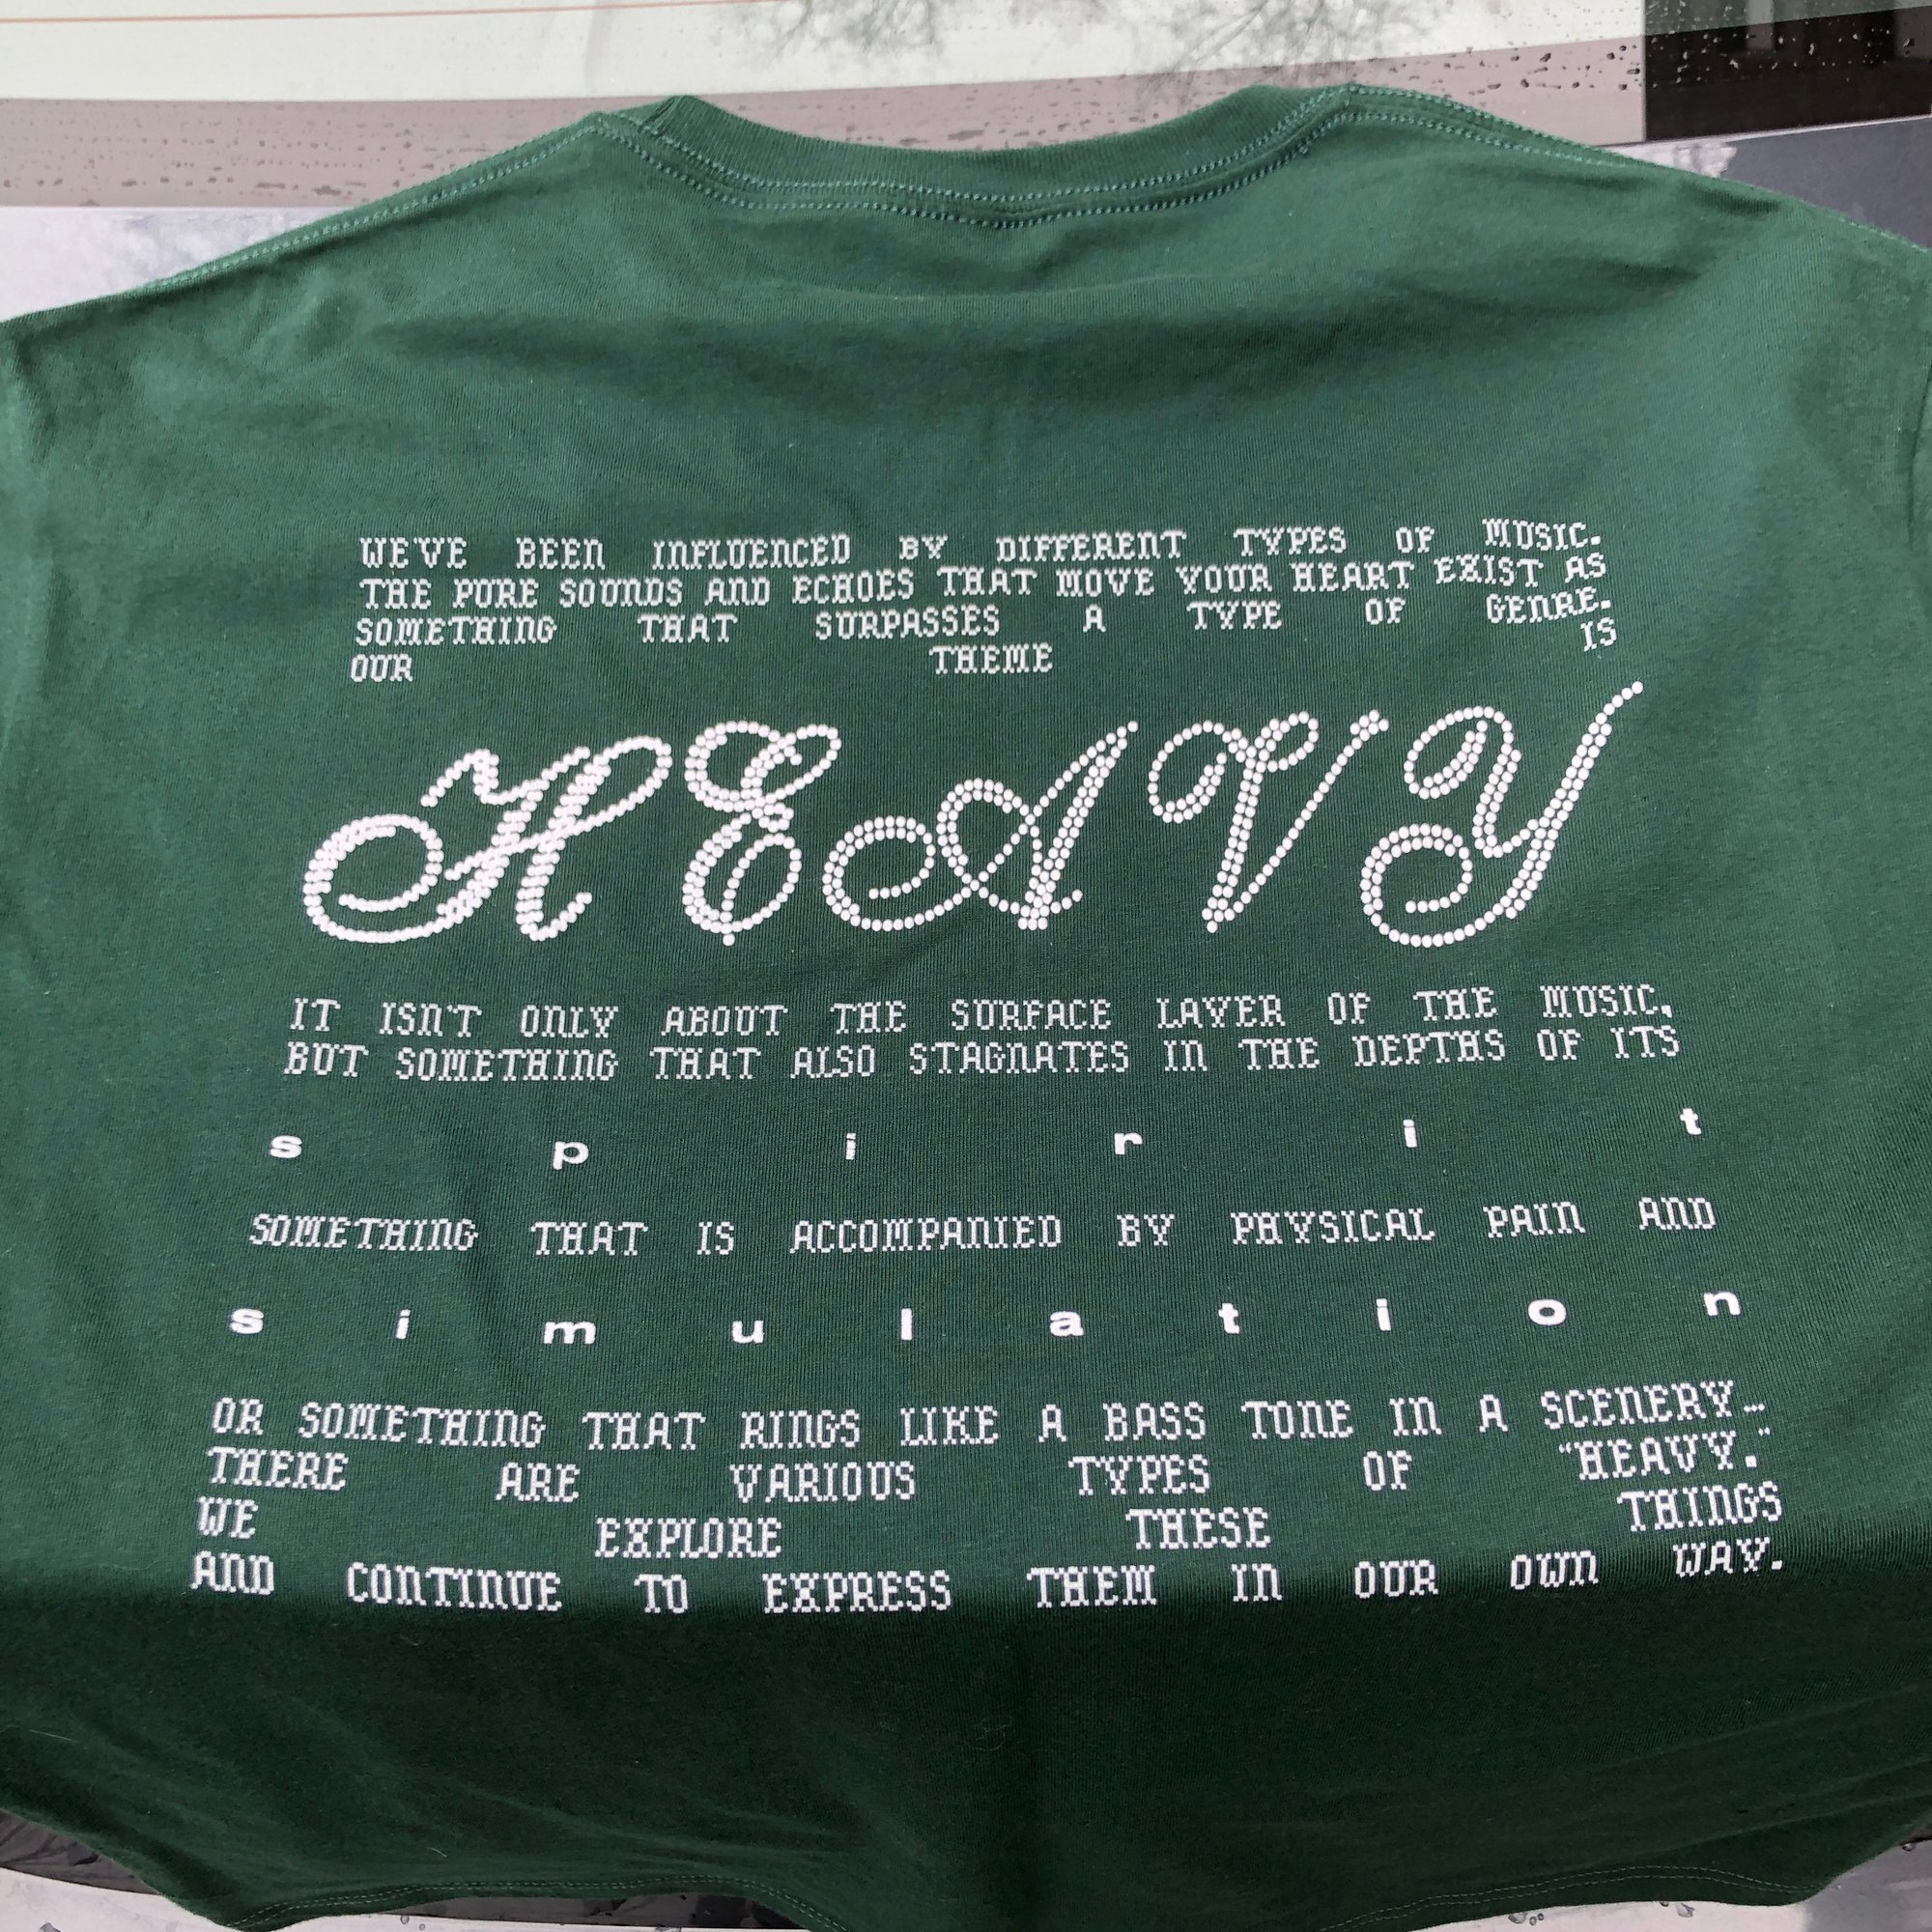 WE'VE BEEN INFLUENCED BY DIFFERENT TYPES OF MUSIC.
THE PURE SOUNDS AND ECHOES THAT MOVE YOUR HEART EXIST AS
SOMETHING THAT SURPASSES A TYPE OF GENRE.
OUR THEME IS
HEAVY
IT ISN'T ONLY ABOUT THE SURFACE LAYER OF THE MUSIC,
BUT SOMETHING THAT ALSO STAGNATES IN THE DEPTHS OF ITS
spirit
SOMETHING THAT IS ACCOMPANIED BY PHYSICAL PAIN AND
simulation
OR SOMETHING THAT RINGS LIKE A BASS TONE IN A SCENERY...
THERE ARE VARIOUS TYPES OF "HEAVY."
WE EXPLORE THESE THINGS
AND CONTINUE TO EXPRESS THEM IN OUR OWN WAY.